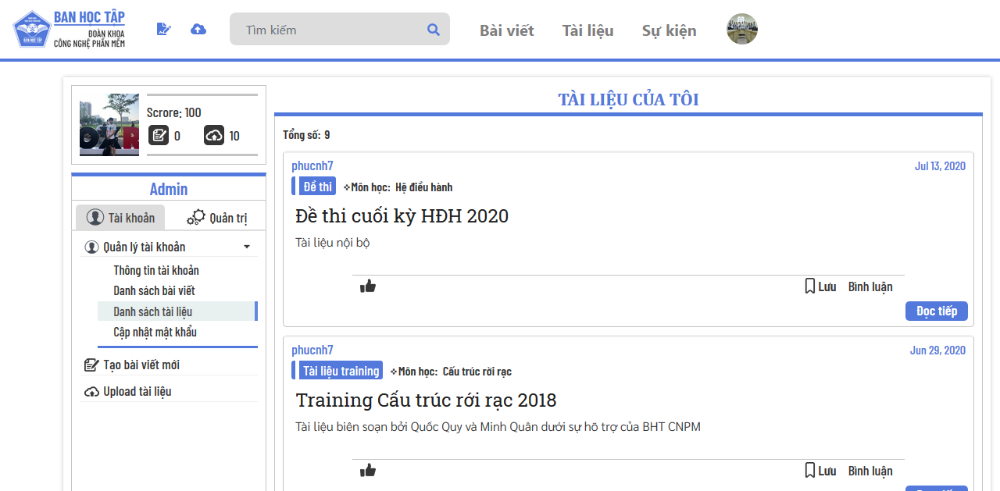 BAN HỌC TẬP
ĐOÀN KHOA
CÔNG NGHỆ PHẦN MỀM
BAN HỌC TẬP
Tìm kiếm
Bài viết
Tài liệu
Sự kiện
Scrore: 100
0
10
Admin
Tài khoản
Quản trị
Quản lý tài khoản
Thông tin tài khoản
Danh sách bài viết
Danh sách tài liệu
Cập nhật mật khẩu
Tạo bài viết mới
Upload tài liệu
TÀI LIỆU CỦA TÔI
Tổng số: 9
phucnh7
Jul 13, 2020
Đề thi
Môn học: Hệ điều hành
Đề thi cuối kỳ HĐH 2020
Tài liệu nội bộ
Lưu
Bình luận
Đọc tiếp
phucnh7
Jun 29, 2020
Tài liệu training
Môn học: Cấu trúc rời rạc
Training Cấu trúc rới rạc 2018
Tài liệu biên soạn bởi Quốc Quy và Minh Quân dưới sự hõ trợ của BHT CNPM
Lưu
Bình luận